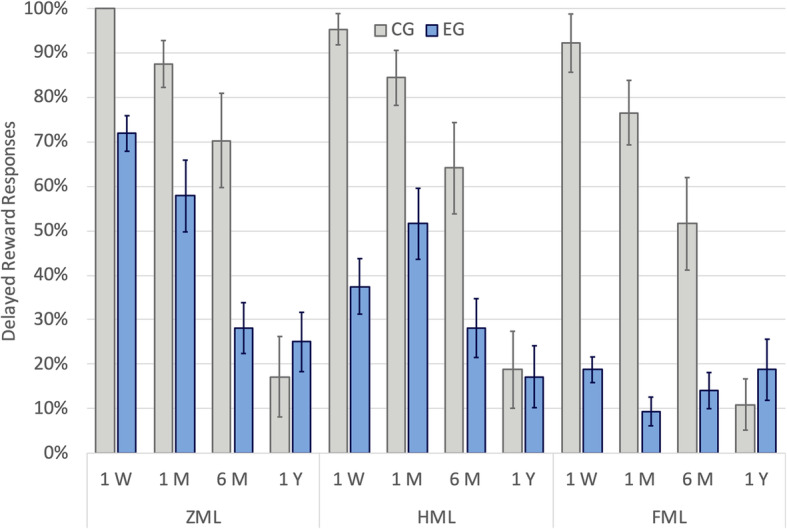 100%
90%
80%
70%
60%
50%
40%
30%
20%
10%
0%
Delayed Reward Responses
CG EG
1 W 1 M 6 M 1 Y 1 W 1 M 6 M 1 Y 1 W 1 M 6 M 1 Y
ZML HML FML